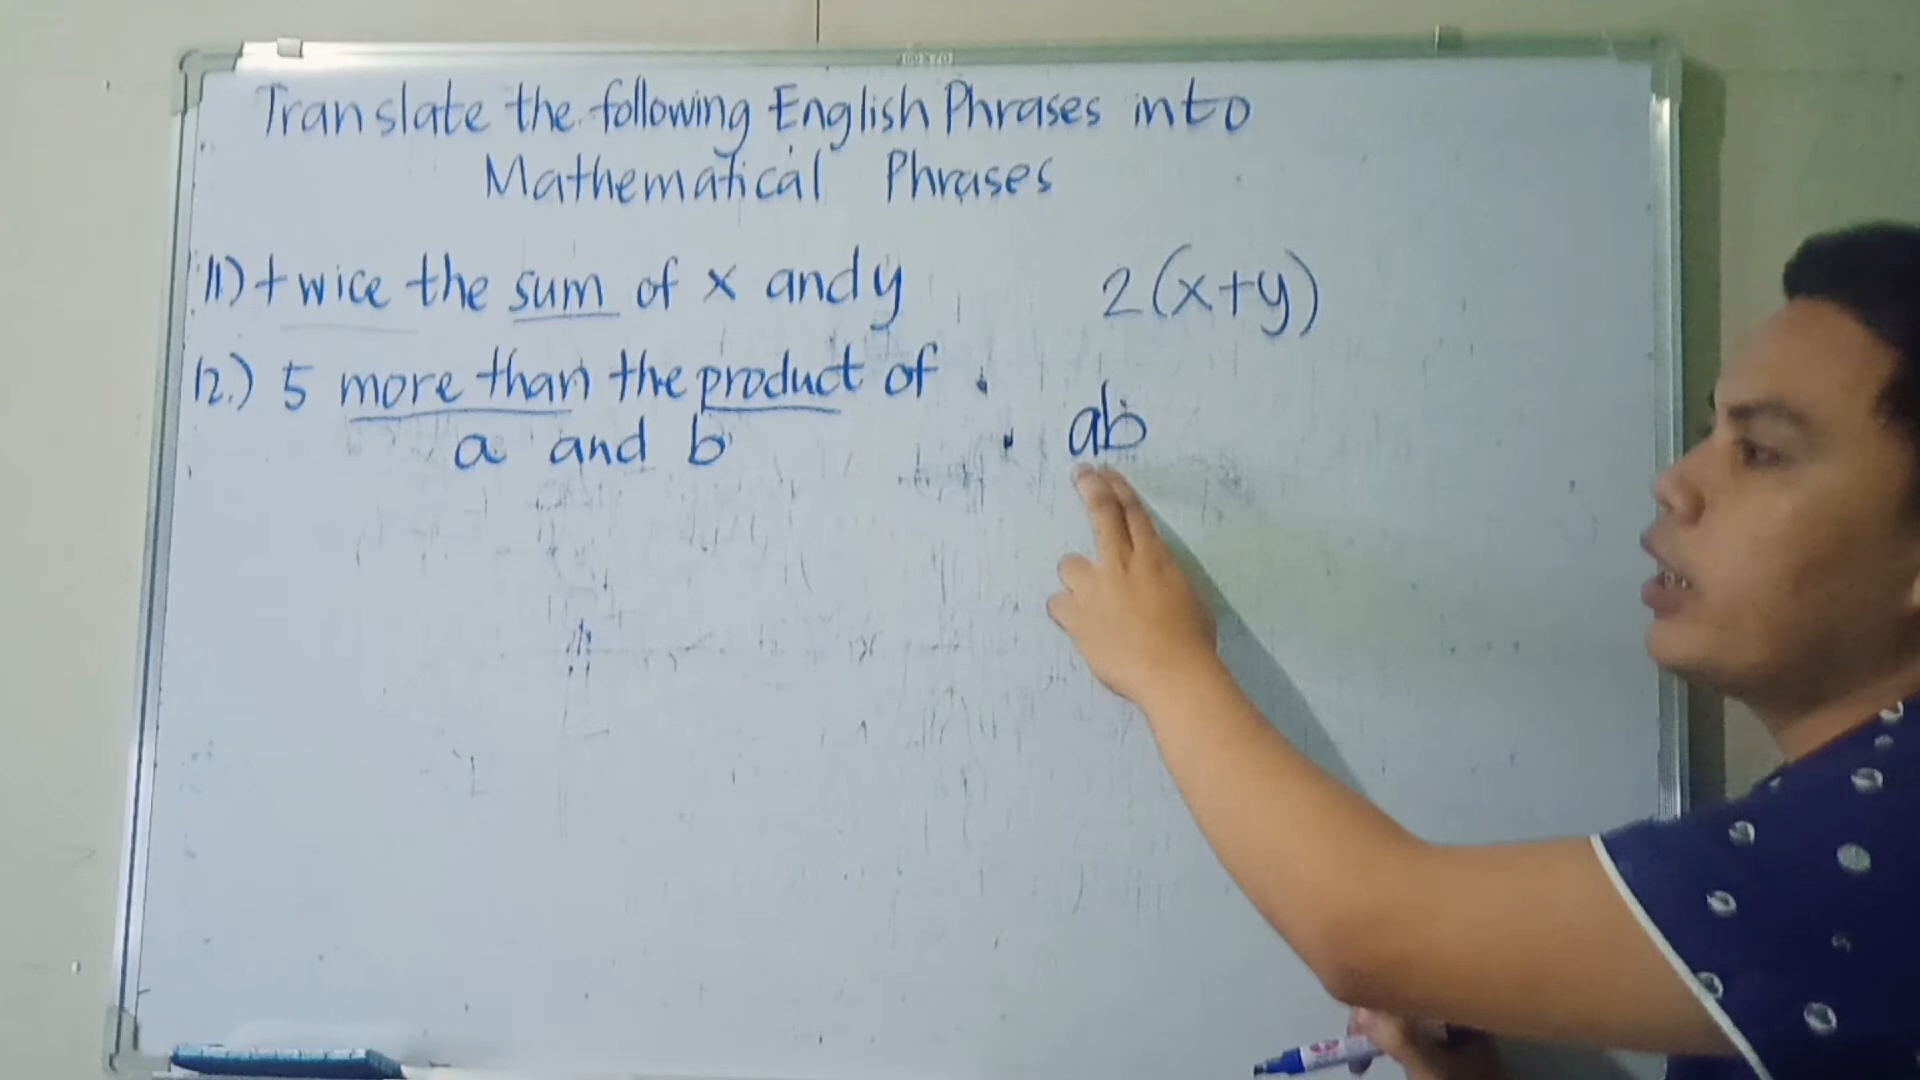 Translate the following English Phrases into
Mathematical Phrases
11.) twice the sum of x and y 2(x+y)
12.) 5 more than the product of
a and b ab